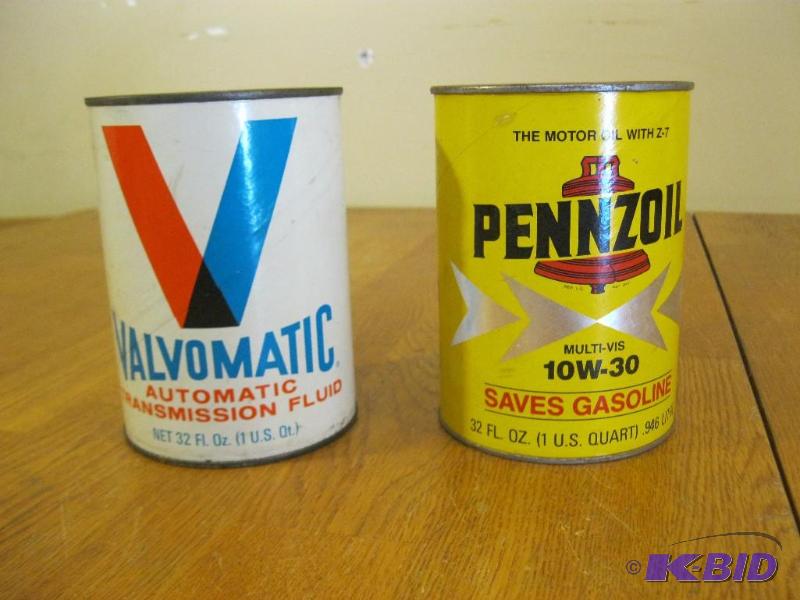 VALVOMATIC
AUTOMATIC
TRANSMISSION FLUID
NET 32 FL. Oz. (1 U.S. Qt.)
THE MOTOR OIL WITH Z-7
PENNZOIL
MULTI-VIS
10W-30
SAVES GASOLINE
32 FL. OZ. (1 U.S. QUART) .946
© K-BID